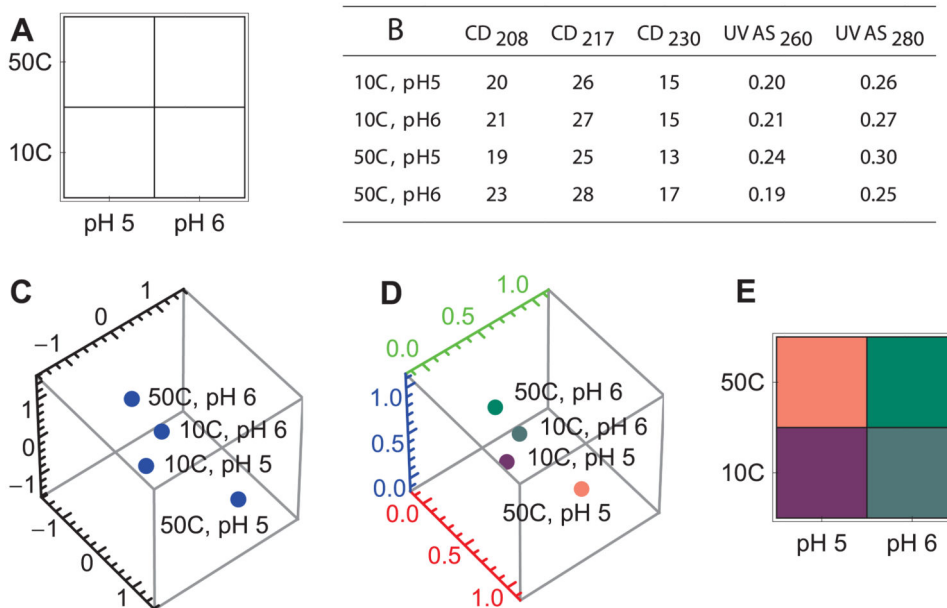 A
50C
10C
pH 5 pH 6
B CD 208 CD 217 CD 230 UV AS 260 UV AS 280
10C, pH5 20 26 15 0.20 0.26
10C, pH6 21 27 15 0.21 0.27
50C, pH5 19 25 13 0.24 0.30
50C, pH6 23 28 17 0.19 0.25
C
1
0
−1
1
0
−1
−1
0
1
50C, pH 6
10C, pH 6
10C, pH 5
50C, pH 5
D
1.0
0.5
0.0
1.0
0.5
0.0
0.0
0.5
1.0
50C, pH 6
10C, pH 6
10C, pH 5
50C, pH 5
E
50C
10C
pH 5 pH 6